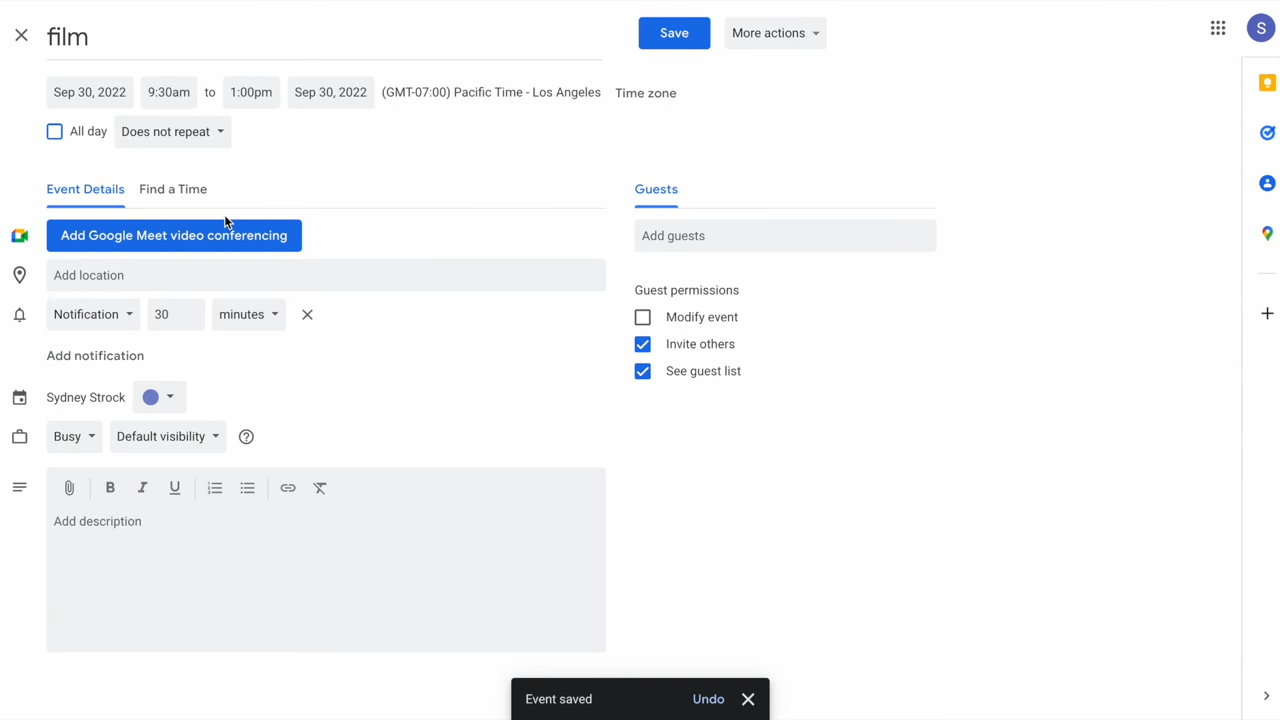 film
Save
More actions
S
Sep 30, 2022 9:30am to 1:00pm Sep 30, 2022 (GMT-07:00) Pacific Time - Los Angeles Time zone
All day Does not repeat
Event Details Find a Time
Guests
Add Google Meet video conferencing
Add guests
Add location
Guest permissions
Notification 30 minutes
Modify event
Invite others
Add notification
See guest list
Sydney Strock
Busy Default visibility
B I U
Add description
Event saved Undo